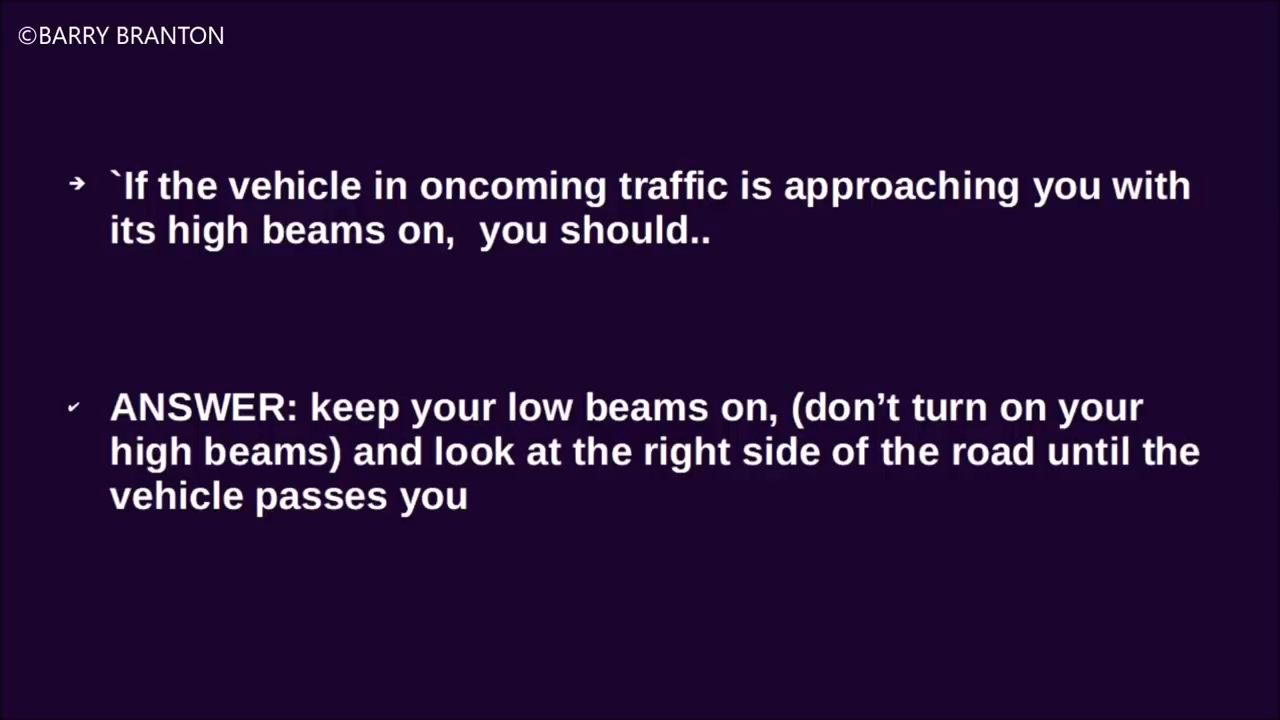 ©BARRY BRANTON
➔ `If the vehicle in oncoming traffic is approaching you with
its high beams on,  you should..
✔ ANSWER: keep your low beams on, (don’t turn on your
high beams) and look at the right side of the road until the
vehicle passes you